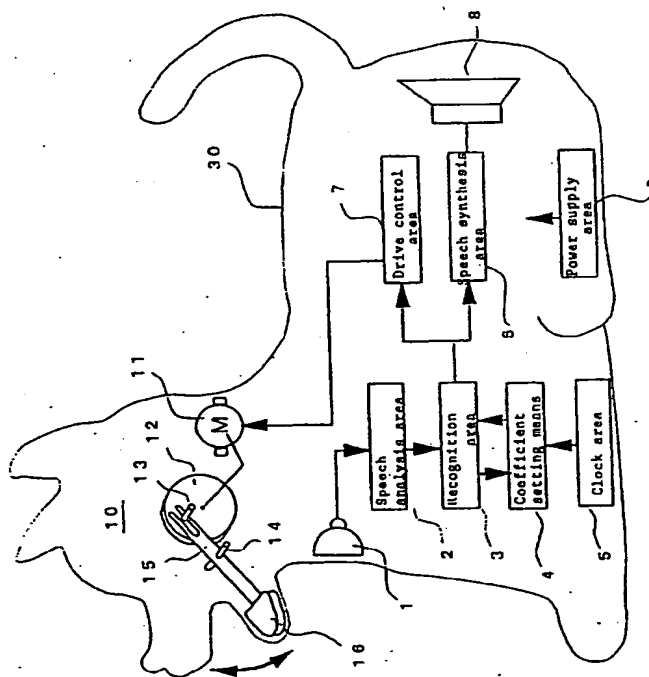 30
8
7
Drive control
area
Speech synthesis
area
6
Power supply
area
11
M
12
13
10
14
15
16
1
Speech
analysis area
2
Recognition
area
3
Coefficient
setting means
4
Clock area
5